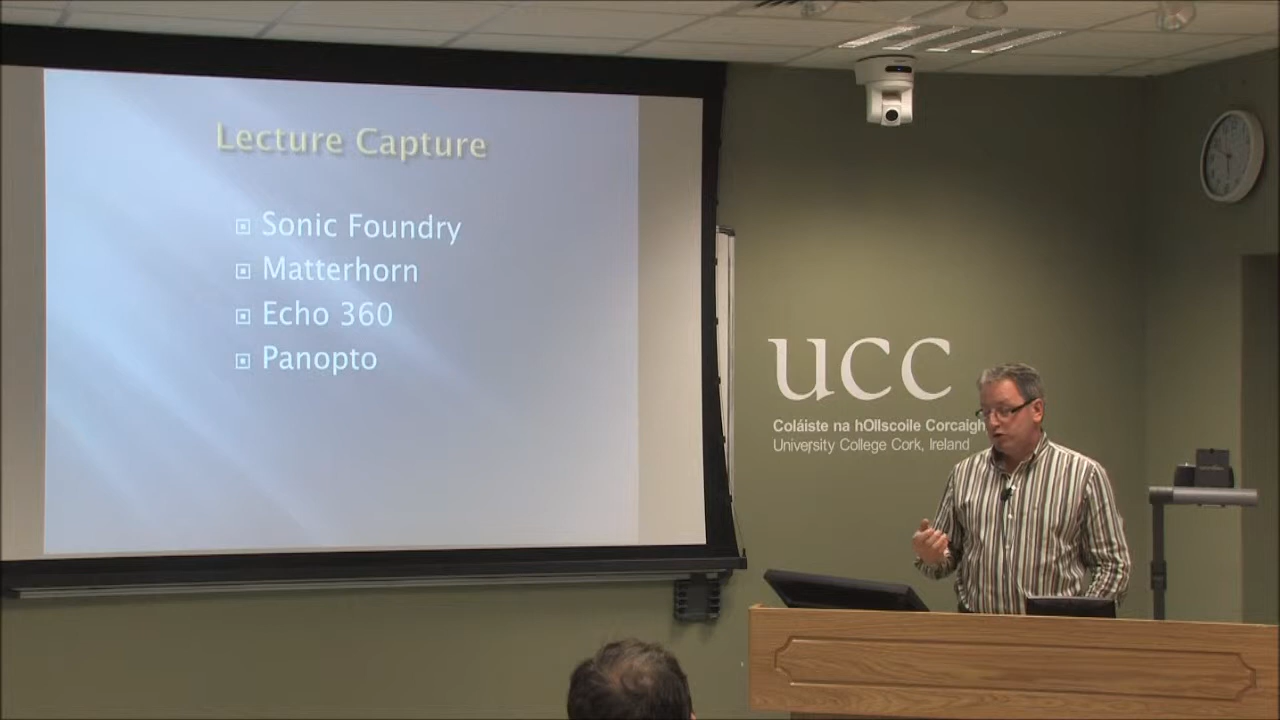 Lecture Capture
Sonic Foundry
Matterhorn
Echo 360
Panopto
UCC
Coláiste na hOllscoile Corcaigh
University College Cork, Ireland